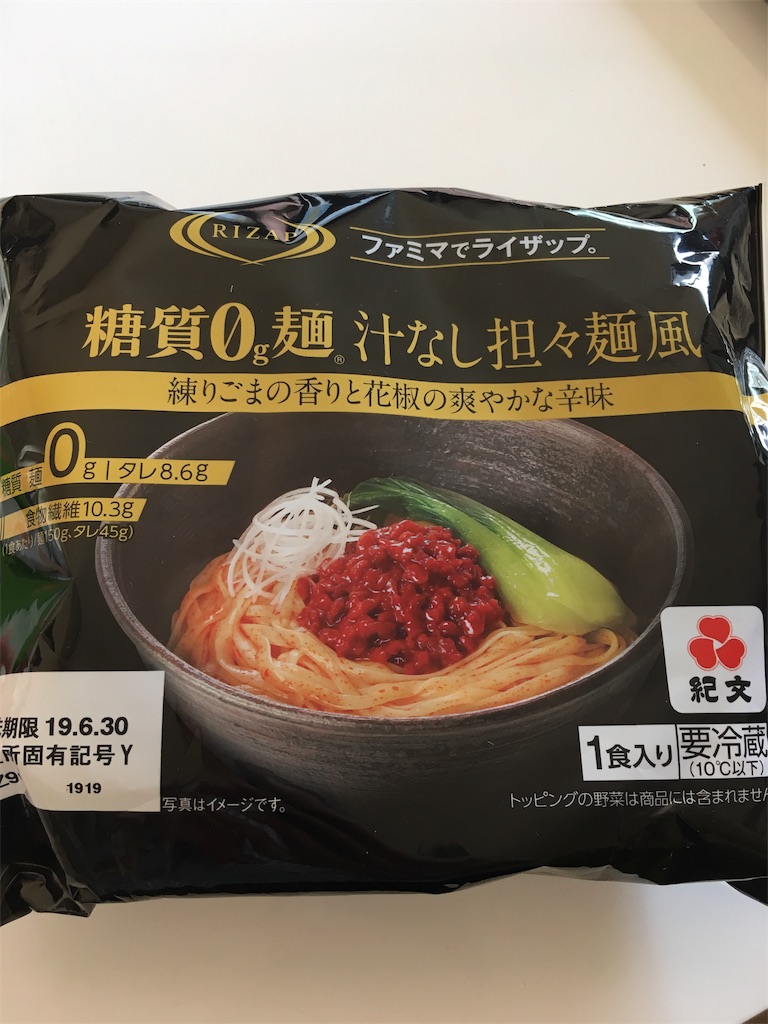 RIZAP
ファミマでライザップ。
糖質0g麺® 汁なし担々麺風
練りごまの香りと花椒の爽やかな辛味
糖質 麺 0g | タレ8.6g
食物繊維10.3g
(1食あたり/麺150g、タレ45g)
紀文
期限 19.6.30
所固有記号Y
1919
1食入り
要冷蔵
(10℃以下)
写真はイメージです。
トッピングの野菜は商品には含まれません